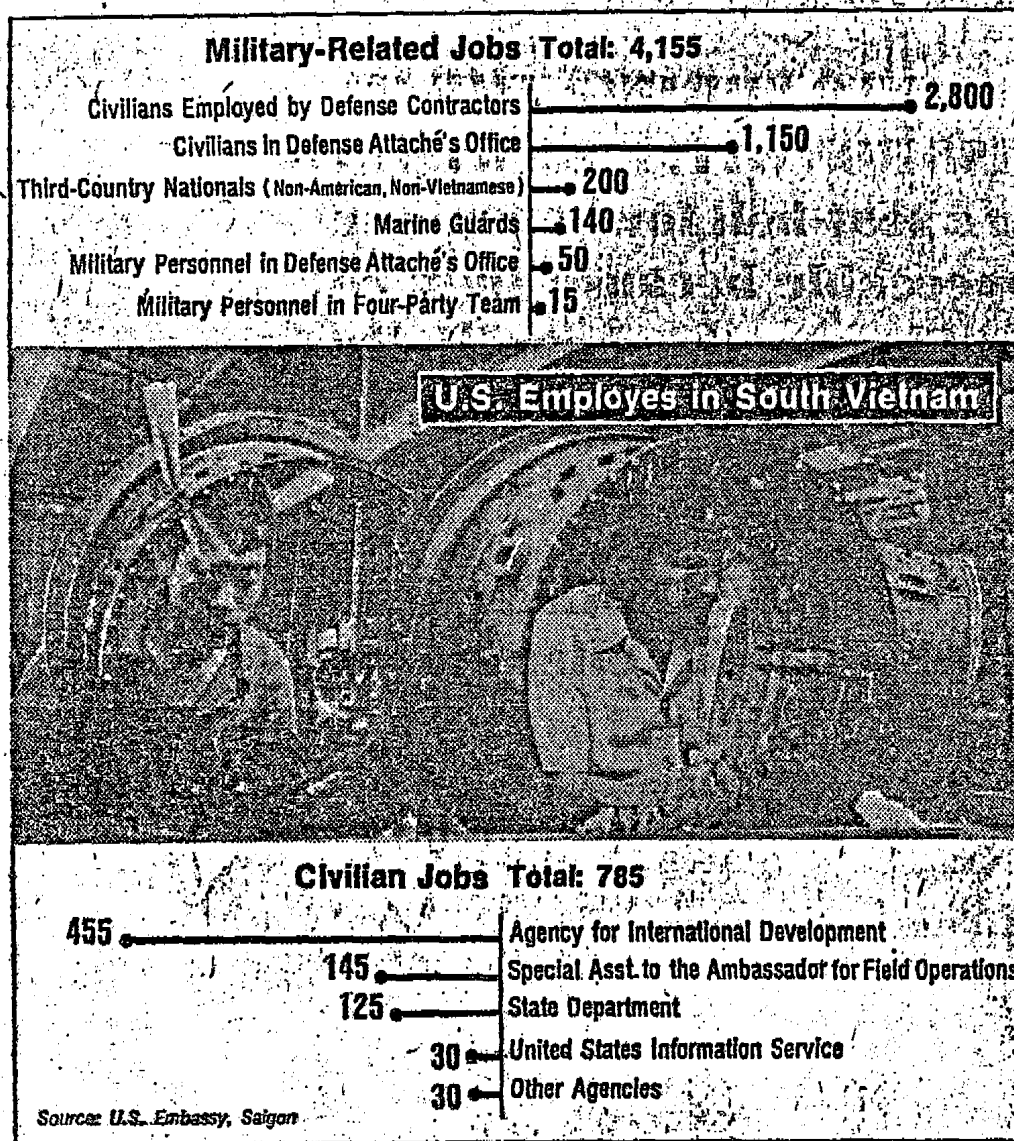 Military-Related Jobs Total: 4,155
Civilians Employed by Defense Contractors 2,800
Civilians in Defense Attaché's Office 1,150
Third-Country Nationals (Non-American, Non-Vietnamese) 200
Marine Guards 140
Military Personnel in Defense Attaché's Office 50
Military Personnel in Four-Party Team 15
U.S. Employes in South Vietnam
Civilian Jobs Total: 785
455 Agency for International Development
145 Special Asst. to the Ambassador for Field Operations
125 State Department
30 United States Information Service
30 Other Agencies
Source: U.S. Embassy, Saigon